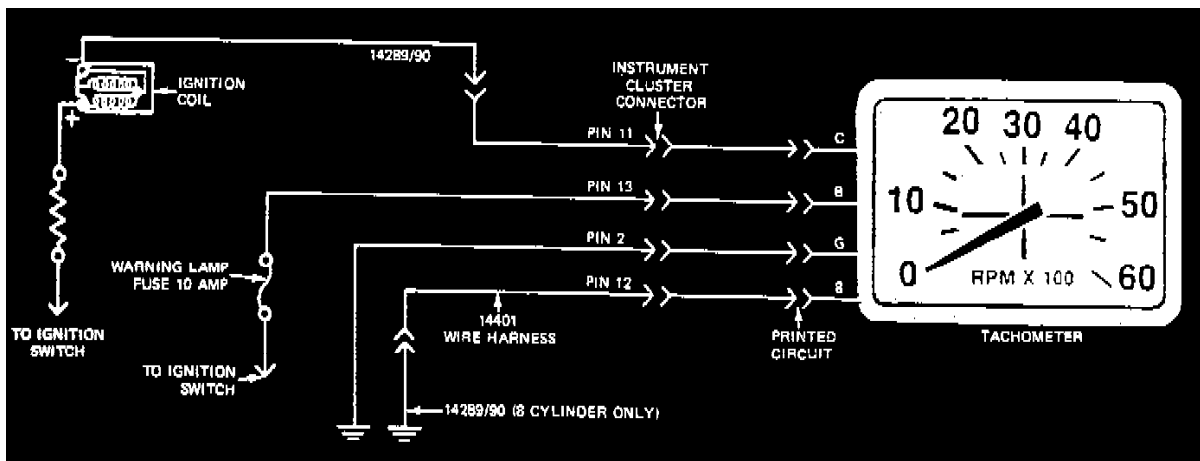 14289/90
−
IGNITION
COIL
+
INSTRUMENT
CLUSTER
CONNECTOR
PIN 11
C
PIN 13
B
PIN 2
G
PIN 12
8
WARNING LAMP
FUSE 10 AMP
TO IGNITION
SWITCH
TO IGNITION
SWITCH
14401
WIRE HARNESS
14289/90 (8 CYLINDER ONLY)
PRINTED
CIRCUIT
0
10
20
30
40
50
60
RPM X 100
TACHOMETER